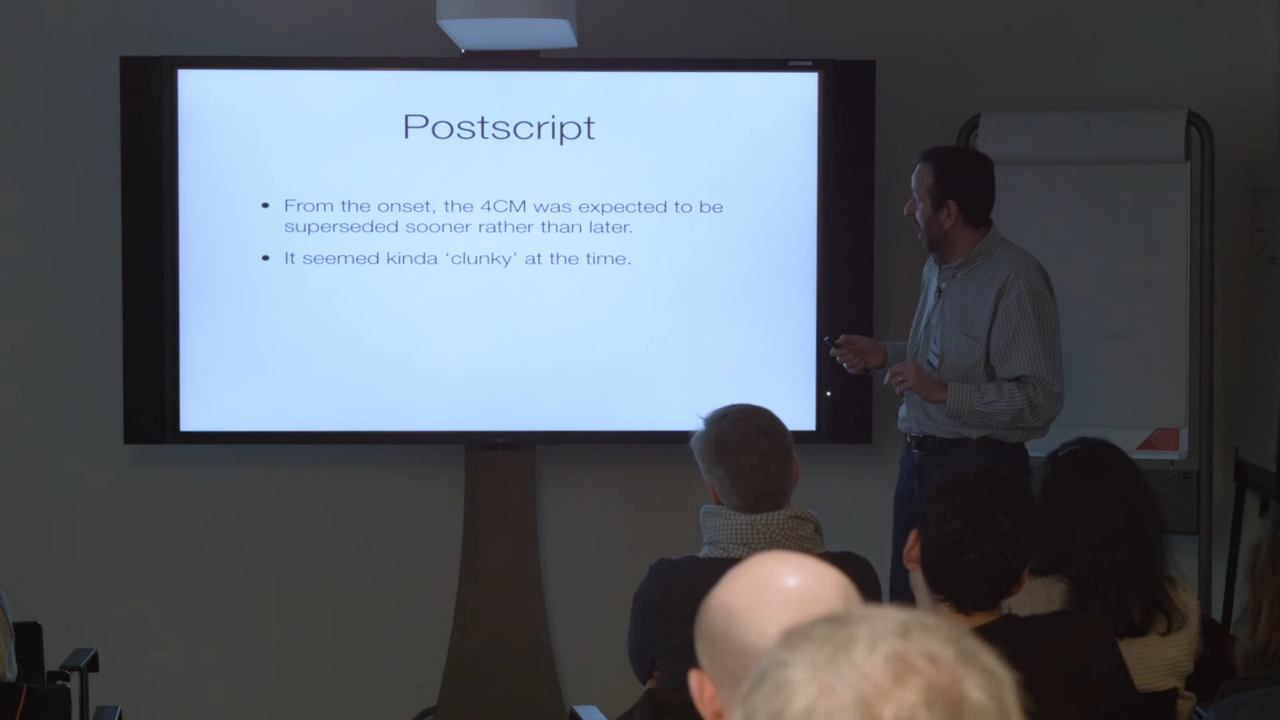 Postscript
• From the onset, the 4CM was expected to be
superseded sooner rather than later.
• It seemed kinda ‘clunky’ at the time.